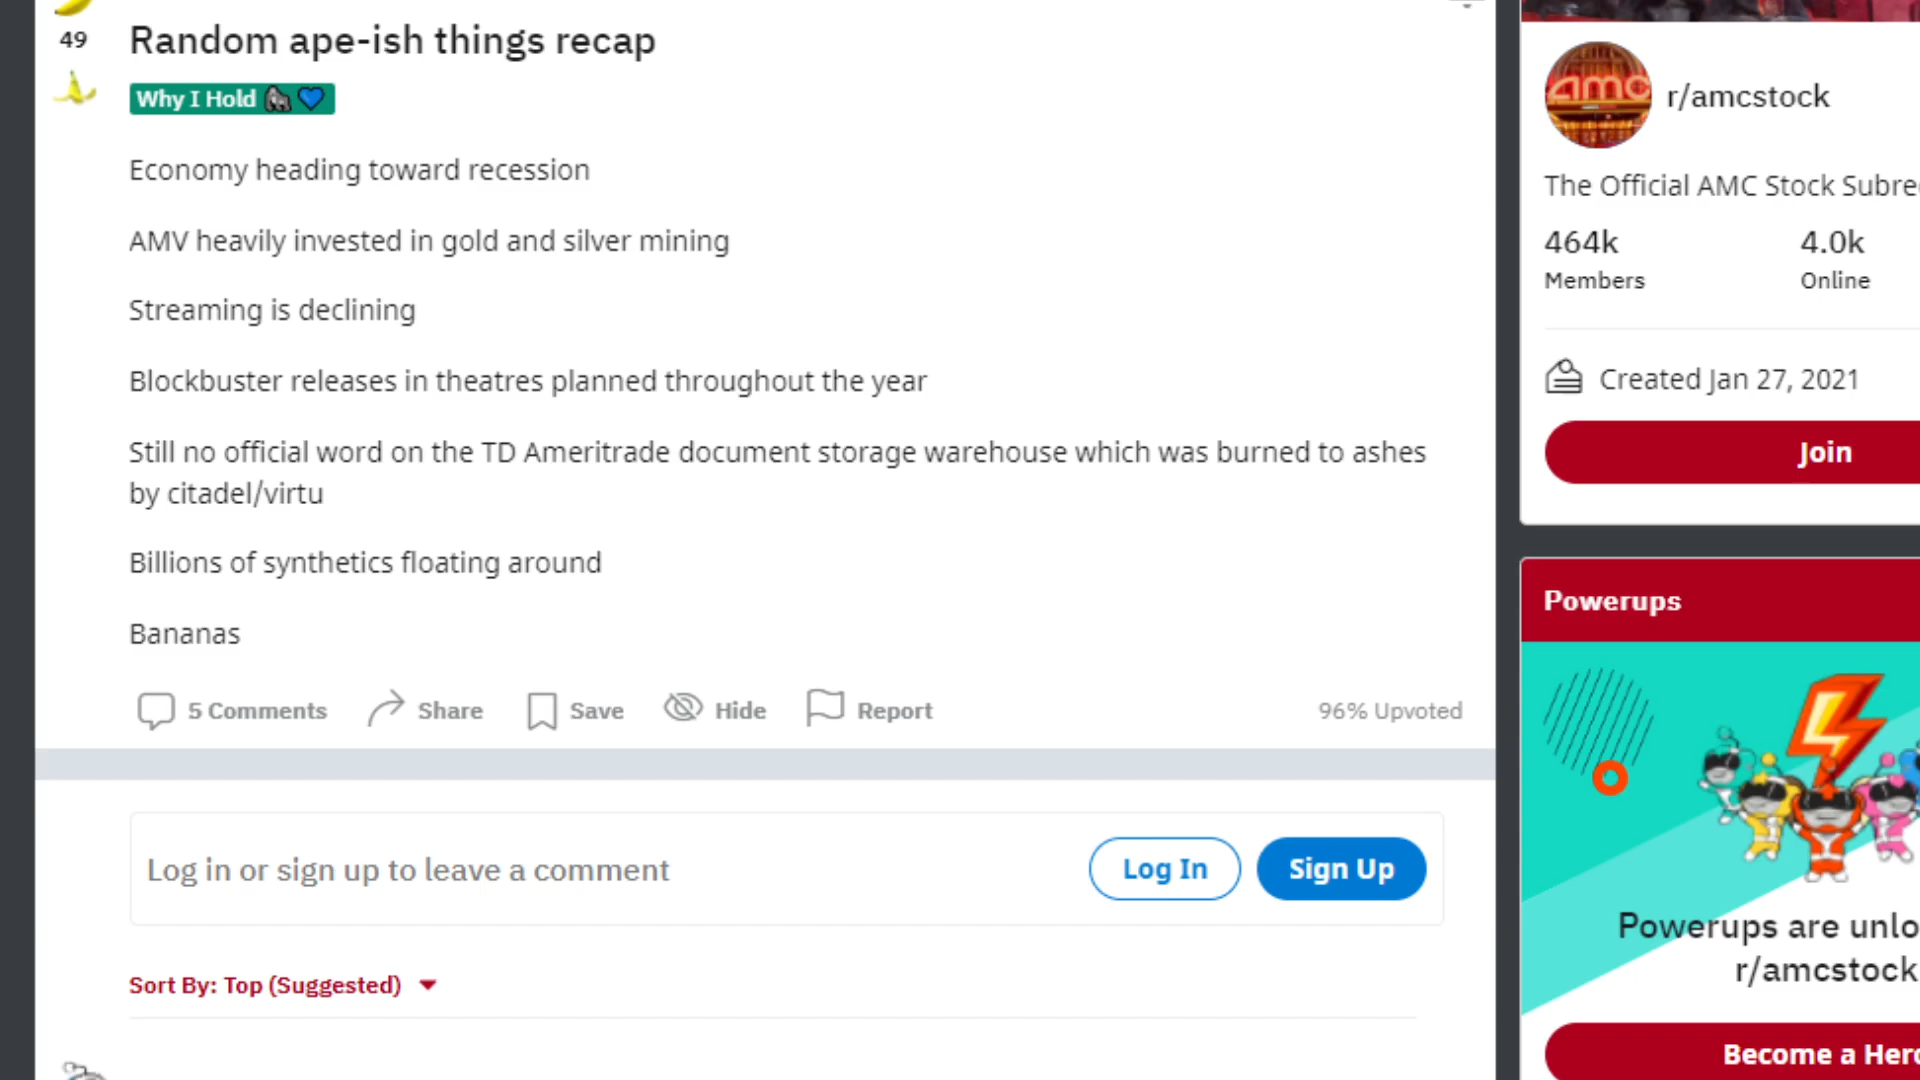 49
Random ape-ish things recap
Why I Hold
Economy heading toward recession
AMV heavily invested in gold and silver mining
Streaming is declining
Blockbuster releases in theatres planned throughout the year
Still no official word on the TD Ameritrade document storage warehouse which was burned to ashes
by citadel/virtu
Billions of synthetics floating around
Bananas
5 Comments
Share
Save
Hide
Report
96% Upvoted
Log in or sign up to leave a comment
Log In
Sign Up
Sort By: Top (Suggested)
amc
r/amcstock
The Official AMC Stock Subre
464k
4.0k
Members
Online
Created Jan 27, 2021
Join
Powerups
Powerups are unlo
r/amcstock
Become a Hero